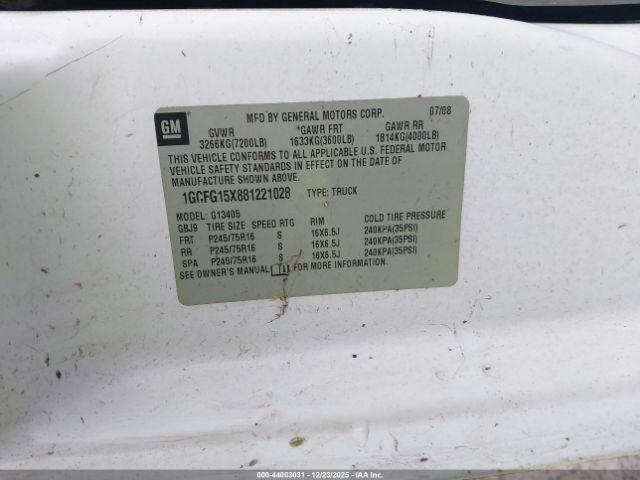 MFD BY GENERAL MOTORS CORP. 07/08
GM
GVWR *GAWR FRT GAWR RR
3266KG(7200LB) 1633KG(3600LB) 1814KG(4000LB)
THIS VEHICLE CONFORMS TO ALL APPLICABLE U.S. FEDERAL MOTOR
VEHICLE SAFETY STANDARDS IN EFFECT ON THE DATE OF
MANUFACTURE SHOWN ABOVE.
1GCFG15X881221028 TYPE: TRUCK
MODEL: G13405
GBJ9 TIRE SIZE SPEED RTG RIM COLD TIRE PRESSURE
FRT P245/75R16 S 16X6.5J 240KPA(35PSI)
RR P245/75R16 S 16X6.5J 240KPA(35PSI)
SPA P245/75R16 S 16X6.5J 240KPA(35PSI)
SEE OWNER'S MANUAL i FOR MORE INFORMATION.
©-44003031 - 12/23/2025 - IAAI.COM